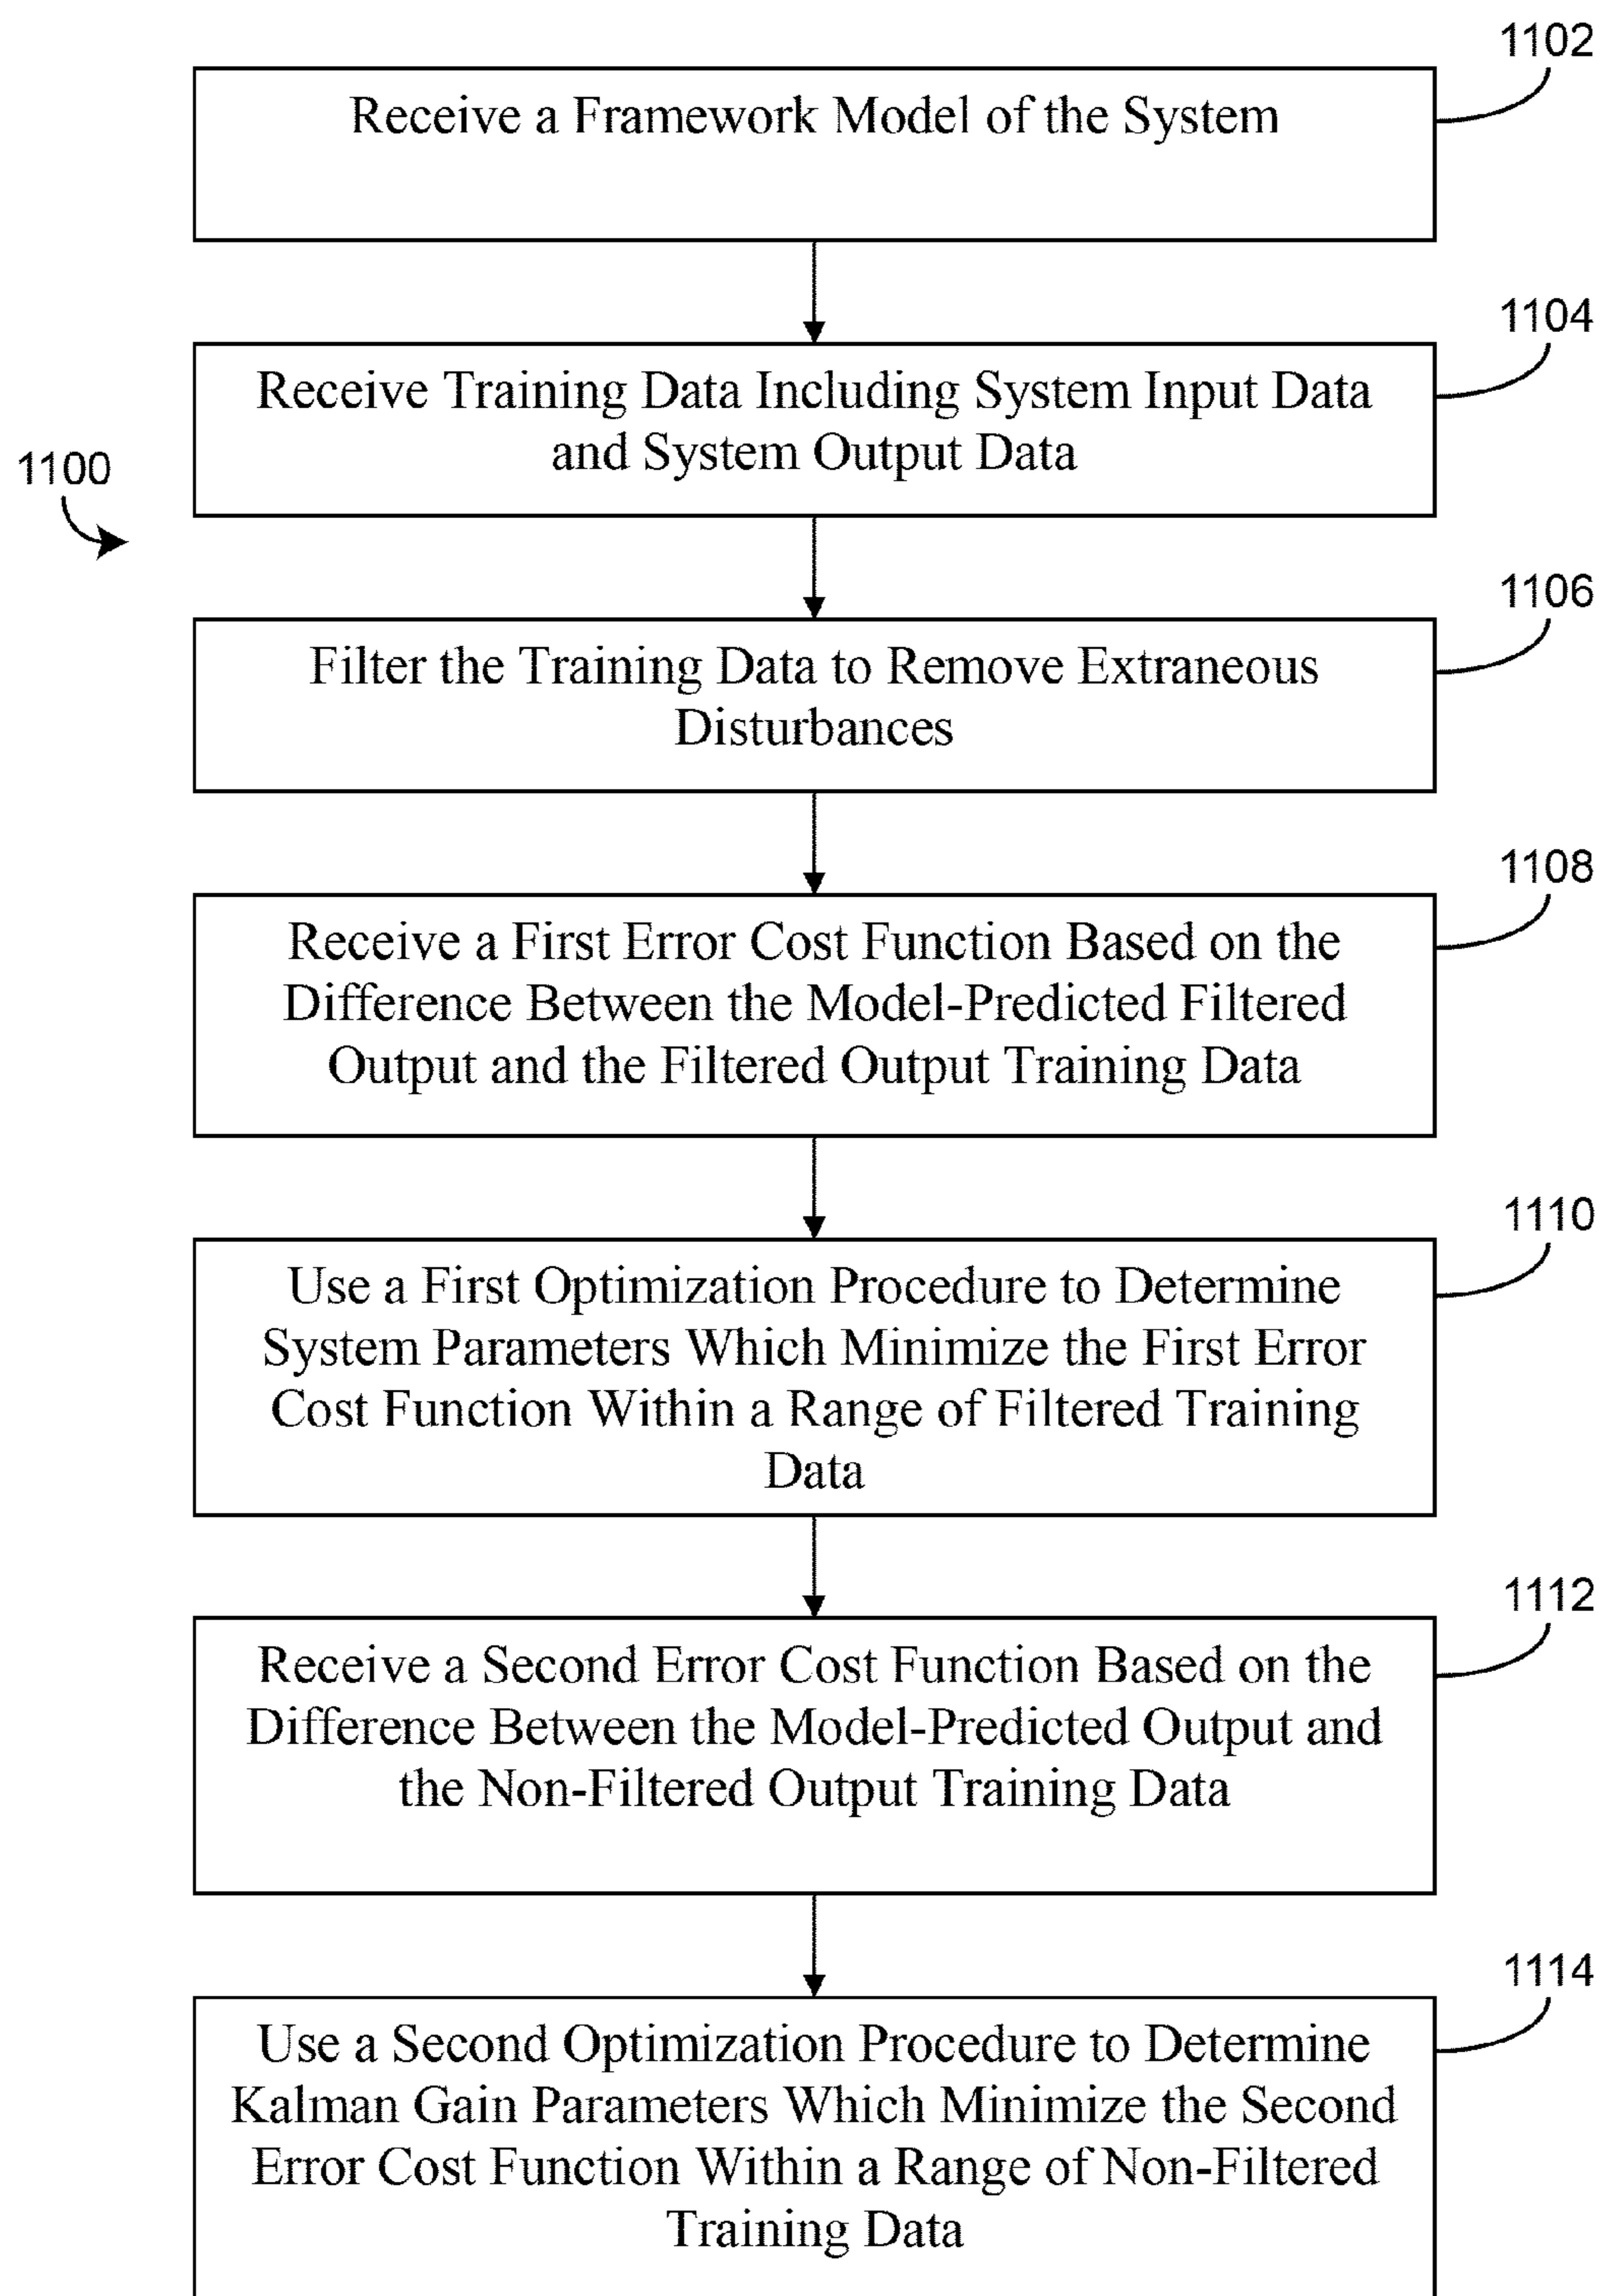 1102
Receive a Framework Model of the System
1104
Receive Training Data Including System Input Data
and System Output Data
1100
1106
Filter the Training Data to Remove Extraneous
Disturbances
1108
Receive a First Error Cost Function Based on the
Difference Between the Model-Predicted Filtered
Output and the Filtered Output Training Data
1110
Use a First Optimization Procedure to Determine
System Parameters Which Minimize the First Error
Cost Function Within a Range of Filtered Training
Data
1112
Receive a Second Error Cost Function Based on the
Difference Between the Model-Predicted Output and
the Non-Filtered Output Training Data
1114
Use a Second Optimization Procedure to Determine
Kalman Gain Parameters Which Minimize the Second
Error Cost Function Within a Range of Non-Filtered
Training Data